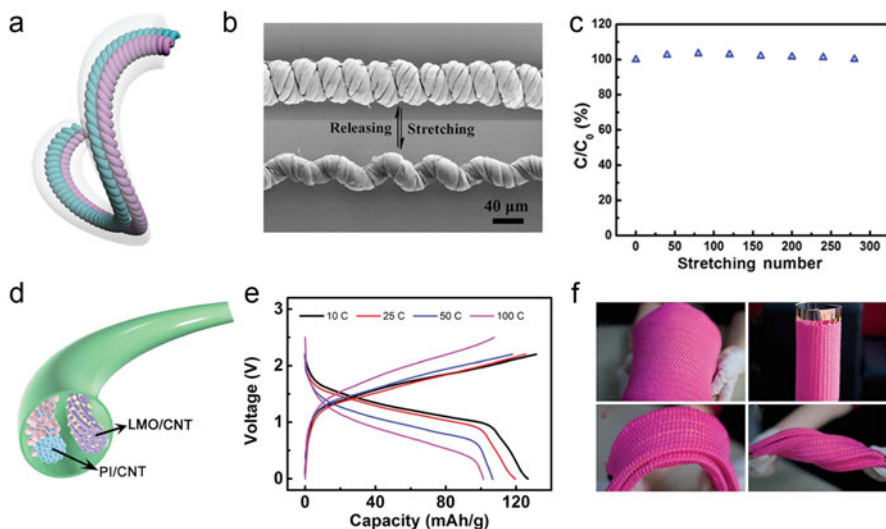 a
b
Releasing
Stretching
40 µm
c
C/C0 (%)
120
100
80
60
40
20
0
0 50 100 150 200 250 300
Stretching number
d
LMO/CNT
PI/CNT
e
10 C 25 C 50 C 100 C
Voltage (V)
3
2
1
0
0 40 80 120
Capacity (mAh/g)
f